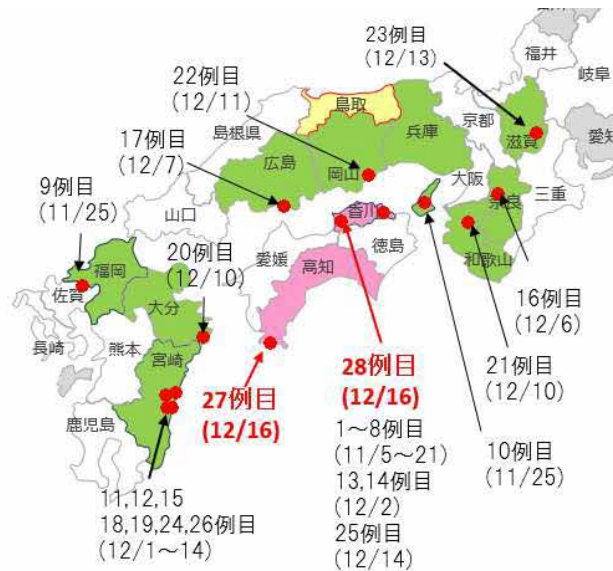 23例目
(12/13)
福井
岐阜
22例目
(12/11)
鳥取
京都
滋賀
愛知
島根県
兵庫
17例目
(12/7)
広島
岡山
大阪
奈良
三重
9例目
(11/25)
山口
香川
徳島
和歌山
20例目
(12/10)
愛媛
高知
福岡
佐賀
大分
16例目
(12/6)
長崎
熊本
宮崎
21例目
(12/10)
27例目
(12/16)
28例目
(12/16)
鹿児島
1～8例目
(11/5～21)
10例目
(11/25)
13,14例目
(12/2)
11,12,15
18,19,24,26例目
(12/1～14)
25例目
(12/14)